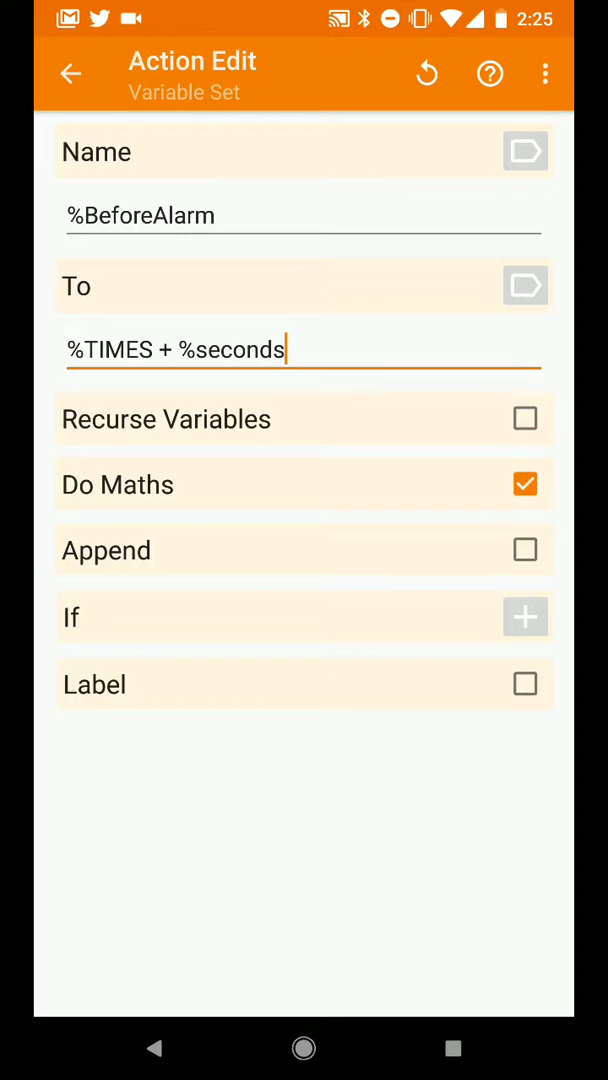 2:25
Action Edit
Variable Set
Name
%BeforeAlarm
To
%TIMES + %seconds
Recurse Variables
Do Maths
Append
If
Label